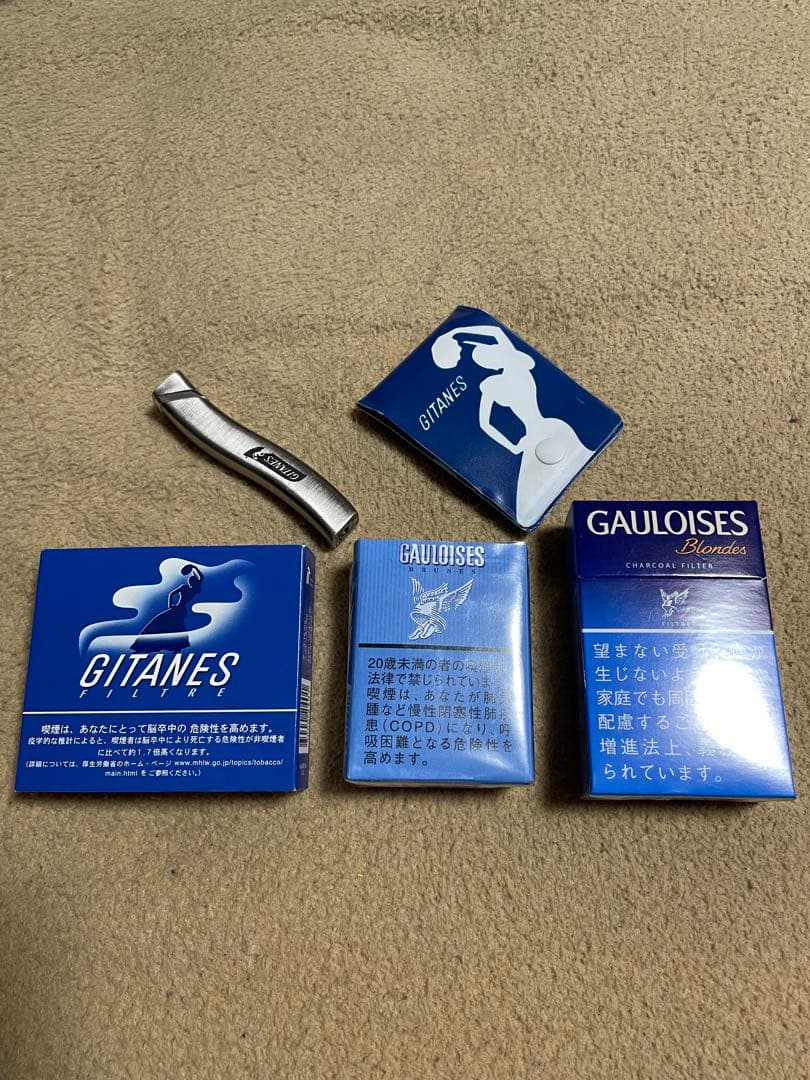 GITANES
GITANES
GITANES
FILTRE
喫煙は、あなたにとって脳卒中の 危険性を高めます。
疫学的な推計によると、喫煙者は脳卒中により死亡する危険性が非喫煙者
に比べて約1.7倍高くなります。
(詳細については、厚生労働省のホーム・ページ www.mhlw.go.jp/topics/tobacco/
main.html をご参照ください。)
GAULOISES
BRUNES
20歳未満の者の喫煙は
法律で禁じられています
喫煙は、あなたが肺気
腫など慢性閉塞性肺疾
患(COPD)になり、呼
吸困難となる危険性を
高めます。
GAULOISES
Blondes
CHARCOAL FILTER
FILTRE
望まない受動
生じないよ
家庭でも周
配慮するこ
増進法上、義
られています。